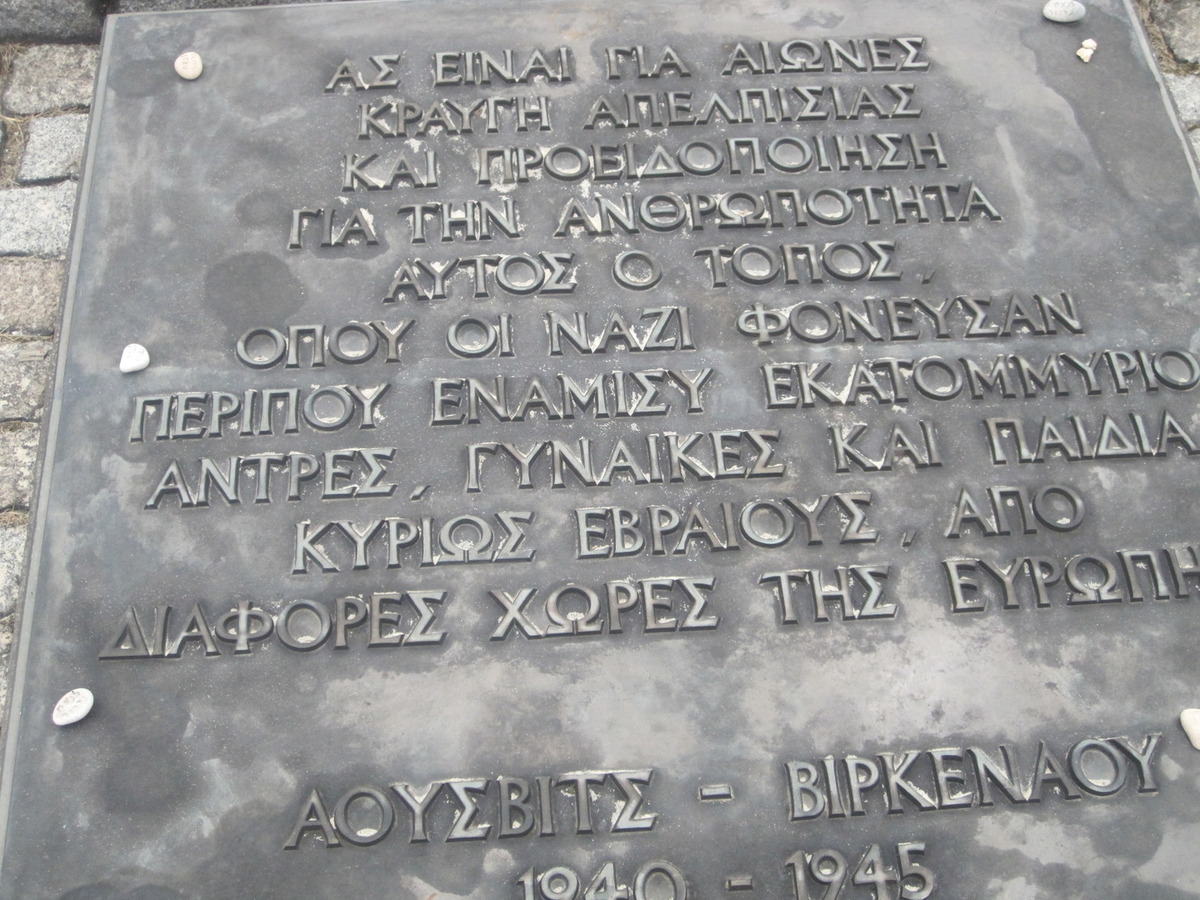 ΑΣ ΕΙΝΑΙ ΓΙΑ ΑΙΩΝΕΣ
ΚΡΑΥΓΗ ΑΠΕΛΠΙΣΙΑΣ
ΚΑΙ ΠΡΟΕΙΔΟΠΟΙΗΣΗ
ΓΙΑ ΤΗΝ ΑΝΘΡΩΠΟΤΗΤΑ
ΑΥΤΟΣ Ο ΤΟΠΟΣ,
ΟΠΟΥ ΟΙ ΝΑΖΙ ΦΟΝΕΥΣΑΝ
ΠΕΡΙΠΟΥ ΕΝΑΜΙΣΥ ΕΚΑΤΟΜΜΥΡΙΟ
ΑΝΤΡΕΣ, ΓΥΝΑΙΚΕΣ ΚΑΙ ΠΑΙΔΙΑ
ΚΥΡΙΩΣ ΕΒΡΑΙΟΥΣ, ΑΠΟ
ΔΙΑΦΟΡΕΣ ΧΩΡΕΣ ΤΗΣ ΕΥΡΩΠΗ
ΑΟΥΣΒΙΤΣ - ΒΙΡΚΕΝΑΟΥ
1940 - 1945